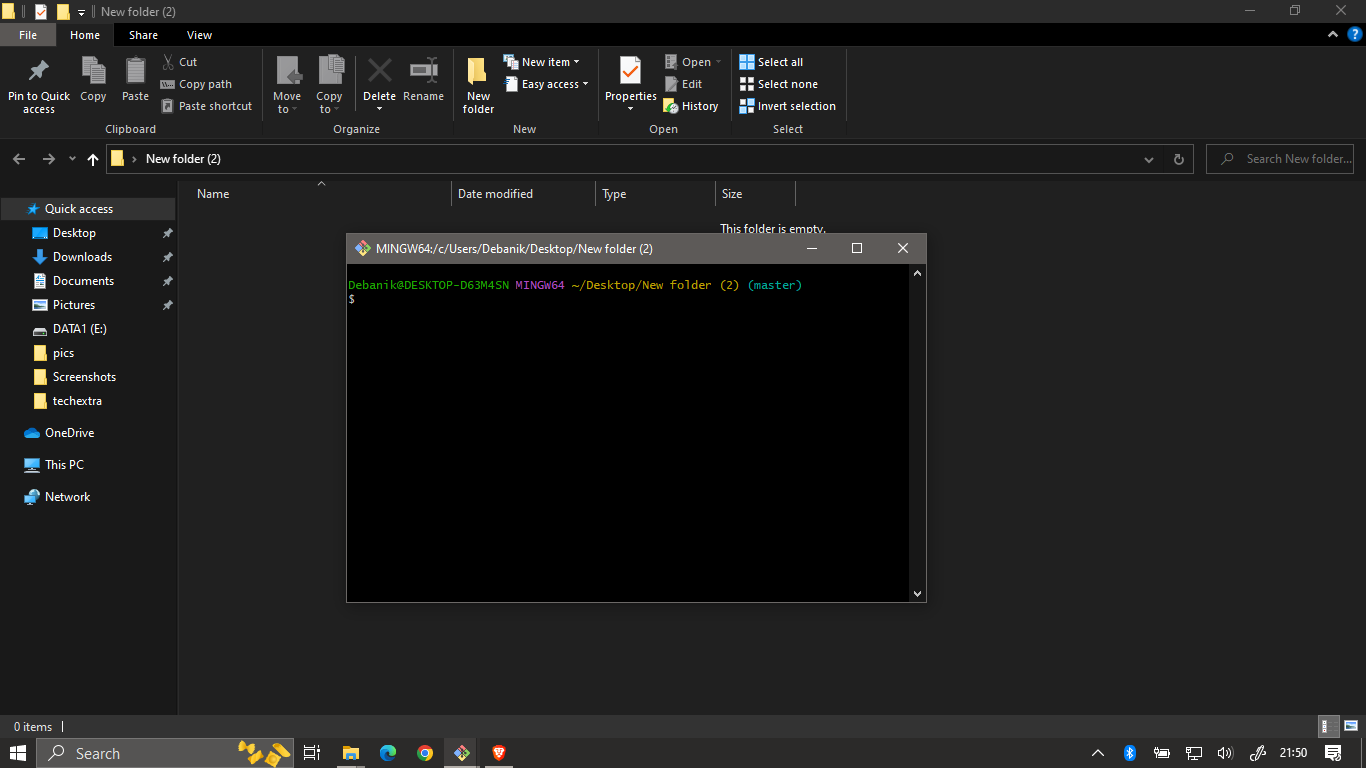 New folder (2)
File Home Share View
Pin to Quick access
Copy
Paste
Cut
Copy path
Paste shortcut
Clipboard
Move to
Copy to
Delete
Rename
Organize
New folder
New item
Easy access
New
Properties
Open
Edit
History
Open
Select all
Select none
Invert selection
Select
New folder (2)
Search New folder...
Name Date modified Type Size
This folder is empty.
Quick access
Desktop
Downloads
Documents
Pictures
DATA1 (E:)
pics
Screenshots
techextra
OneDrive
This PC
Network
MINGW64:/c/Users/Debanik/Desktop/New folder (2)
Debanik@DESKTOP-D63M4SN MINGW64 ~/Desktop/New folder (2) (master)
$
0 items
Search
21:50